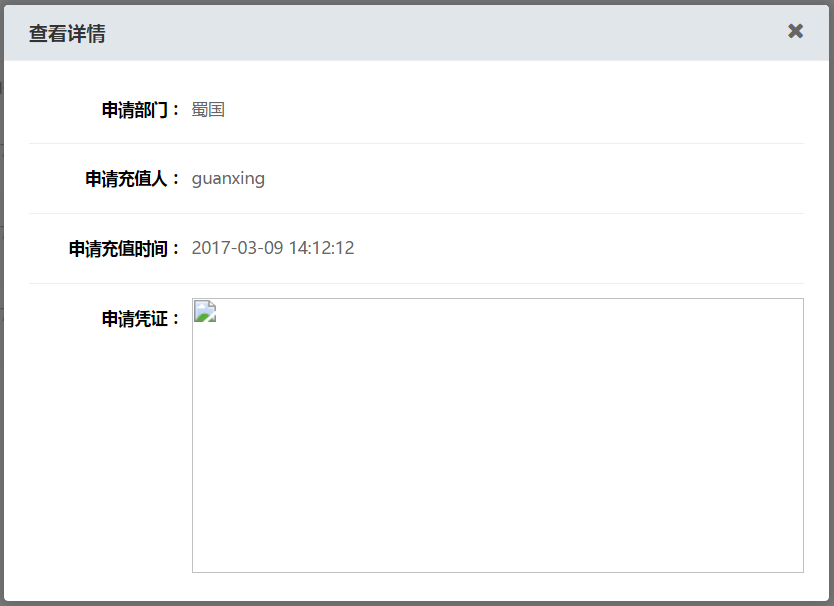 查看详情
申请部门： 蜀国
申请充值人： guanxing
申请充值时间： 2017-03-09 14:12:12
申请凭证：